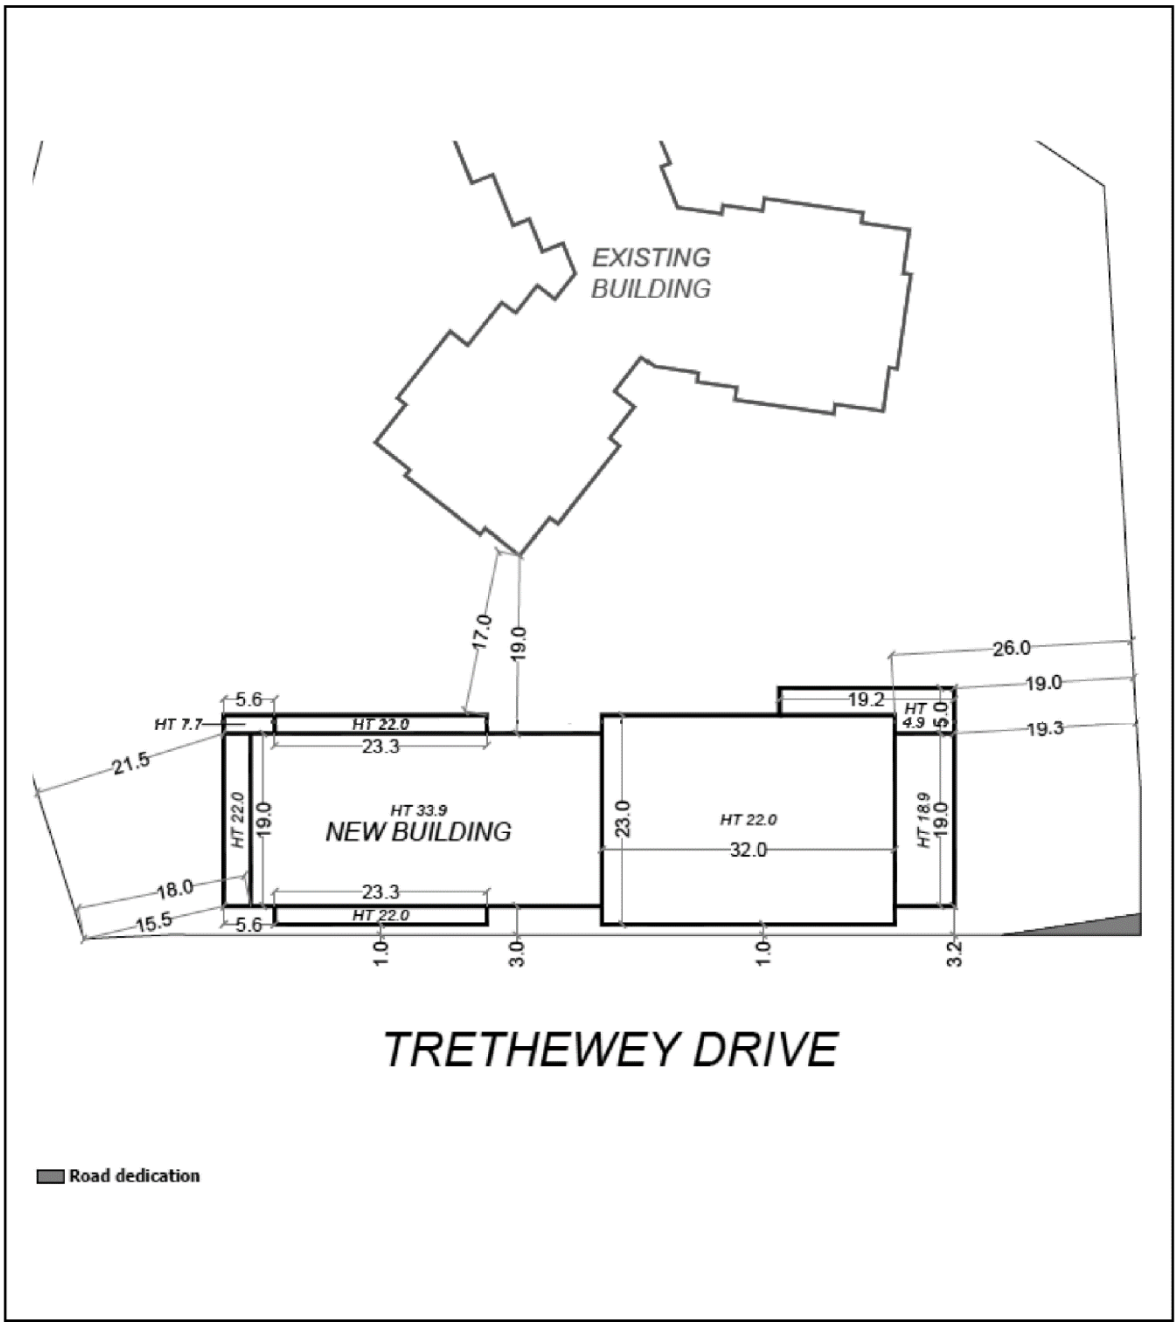 EXISTING
BUILDING
17.0
19.0
26.0
19.0
19.3
5.6
HT 7.7
HT 22.0
23.3
19.2
HT
4.9
5.0
21.5
HT 22.0
19.0
HT 33.9
NEW BUILDING
23.0
HT 22.0
32.0
HT 18.9
19.0
18.0
15.5
23.3
5.6
HT 22.0
1.0
3.0
1.0
3.2
TRETHEWEY DRIVE
Road dedication